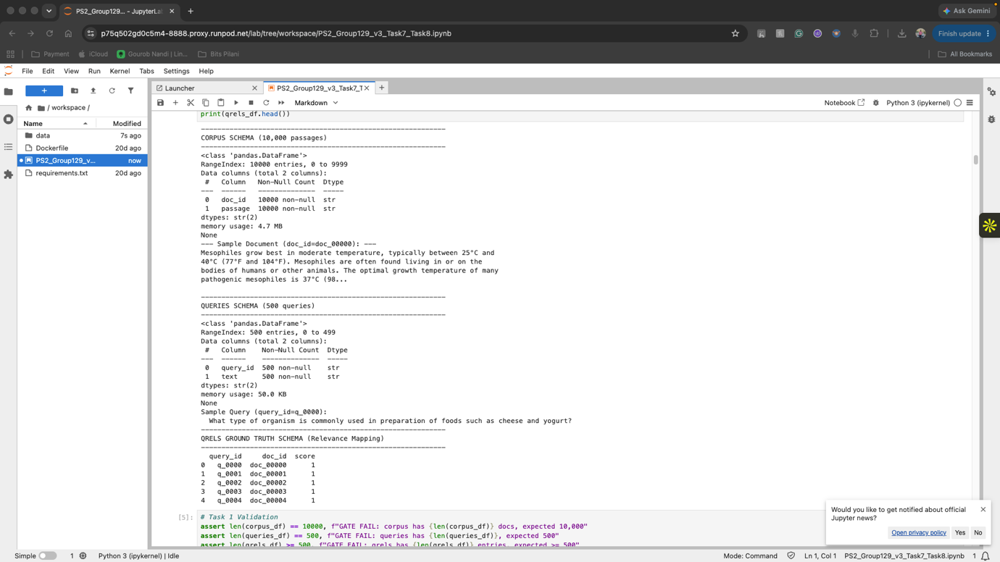 PS2_Group129... - JupyterLa
Ask Gemini
p75q502gd0c5m4-8888.proxy.runpod.net/lab/tree/workspace/PS2_Group129_v3_Task7_Task8.ipynb
Finish update
Payment
iCloud
Gourob Nandi | Lin...
Bits Pilani
All Bookmarks
File Edit View Run Kernel Tabs Settings Help
Launcher
PS2_Group129_v3_Task7_T
Markdown
Notebook
Python 3 (ipykernel)
/ workspace /
Name Modified
data 7s ago
Dockerfile 20d ago
PS2_Group129_v... now
requirements.txt 20d ago
print(qrels_df.head())
-------------------------------------------------------
CORPUS SCHEMA (10,000 passages)
-------------------------------------------------------
<class 'pandas.DataFrame'>
RangeIndex: 10000 entries, 0 to 9999
Data columns (total 2 columns):
 #   Column   Non-Null Count  Dtype
---  ------   --------------  -----
 0   doc_id   10000 non-null  str
 1   passage  10000 non-null  str
dtypes: str(2)
memory usage: 4.7 MB
None
--- Sample Document (doc_id=doc_00000): ---
Mesophiles grow best in moderate temperature, typically between 25°C and
40°C (77°F and 104°F). Mesophiles are often found living in or on the
bodies of humans or other animals. The optimal growth temperature of many
pathogenic mesophiles is 37°C (98...
-------------------------------------------------------
QUERIES SCHEMA (500 queries)
-------------------------------------------------------
<class 'pandas.DataFrame'>
RangeIndex: 500 entries, 0 to 499
Data columns (total 2 columns):
 #   Column    Non-Null Count  Dtype
---  ------    --------------  -----
 0   query_id  500 non-null    str
 1   text      500 non-null    str
dtypes: str(2)
memory usage: 50.0 KB
None
Sample Query (query_id=q_0000):
  What type of organism is commonly used in preparation of foods such as cheese and yogurt?
-------------------------------------------------------
QRELS GROUND TRUTH SCHEMA (Relevance Mapping)
-------------------------------------------------------
  query_id     doc_id  score
0   q_0000  doc_00000      1
1   q_0001  doc_00001      1
2   q_0002  doc_00002      1
3   q_0003  doc_00003      1
4   q_0004  doc_00004      1
[5]:
# Task 1 Validation
assert len(corpus_df) == 10000, f"GATE FAIL: corpus has {len(corpus_df)} docs, expected 10,000"
assert len(queries_df) == 500, f"GATE FAIL: queries has {len(queries_df)}, expected 500"
assert len(qrels_df) >= 500, f"GATE FAIL: qrels has {len(qrels_df)} entries, expected >= 500"
Would you like to get notified about official
Jupyter news?
Open privacy policy Yes No
Simple 1 Python 3 (ipykernel) | Idle
Mode: Command Ln 1, Col 1 PS2_Group129_v3_Task7_Task8.ipynb 1